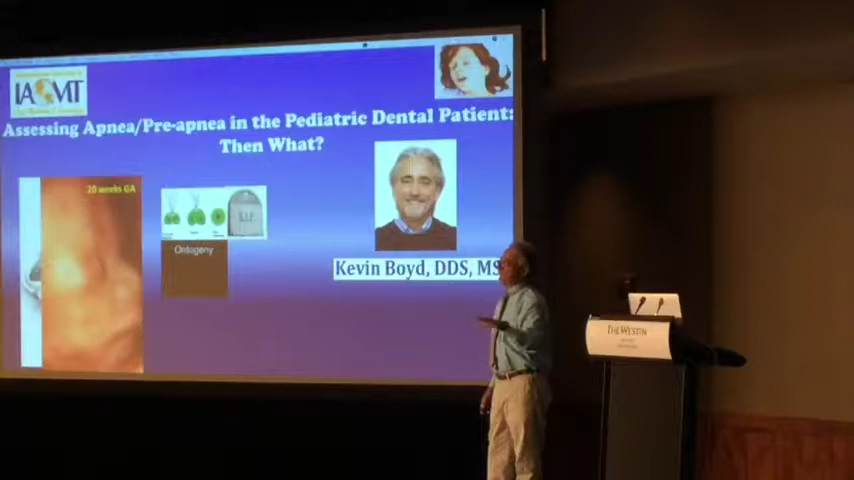 IAOMT
Assessing Apnea/Pre-apnea in the Pediatric Dental Patient:
Then What?
20 weeks GA
R.I.P.
Ontogeny
Kevin Boyd, DDS, MS
THE WESTIN